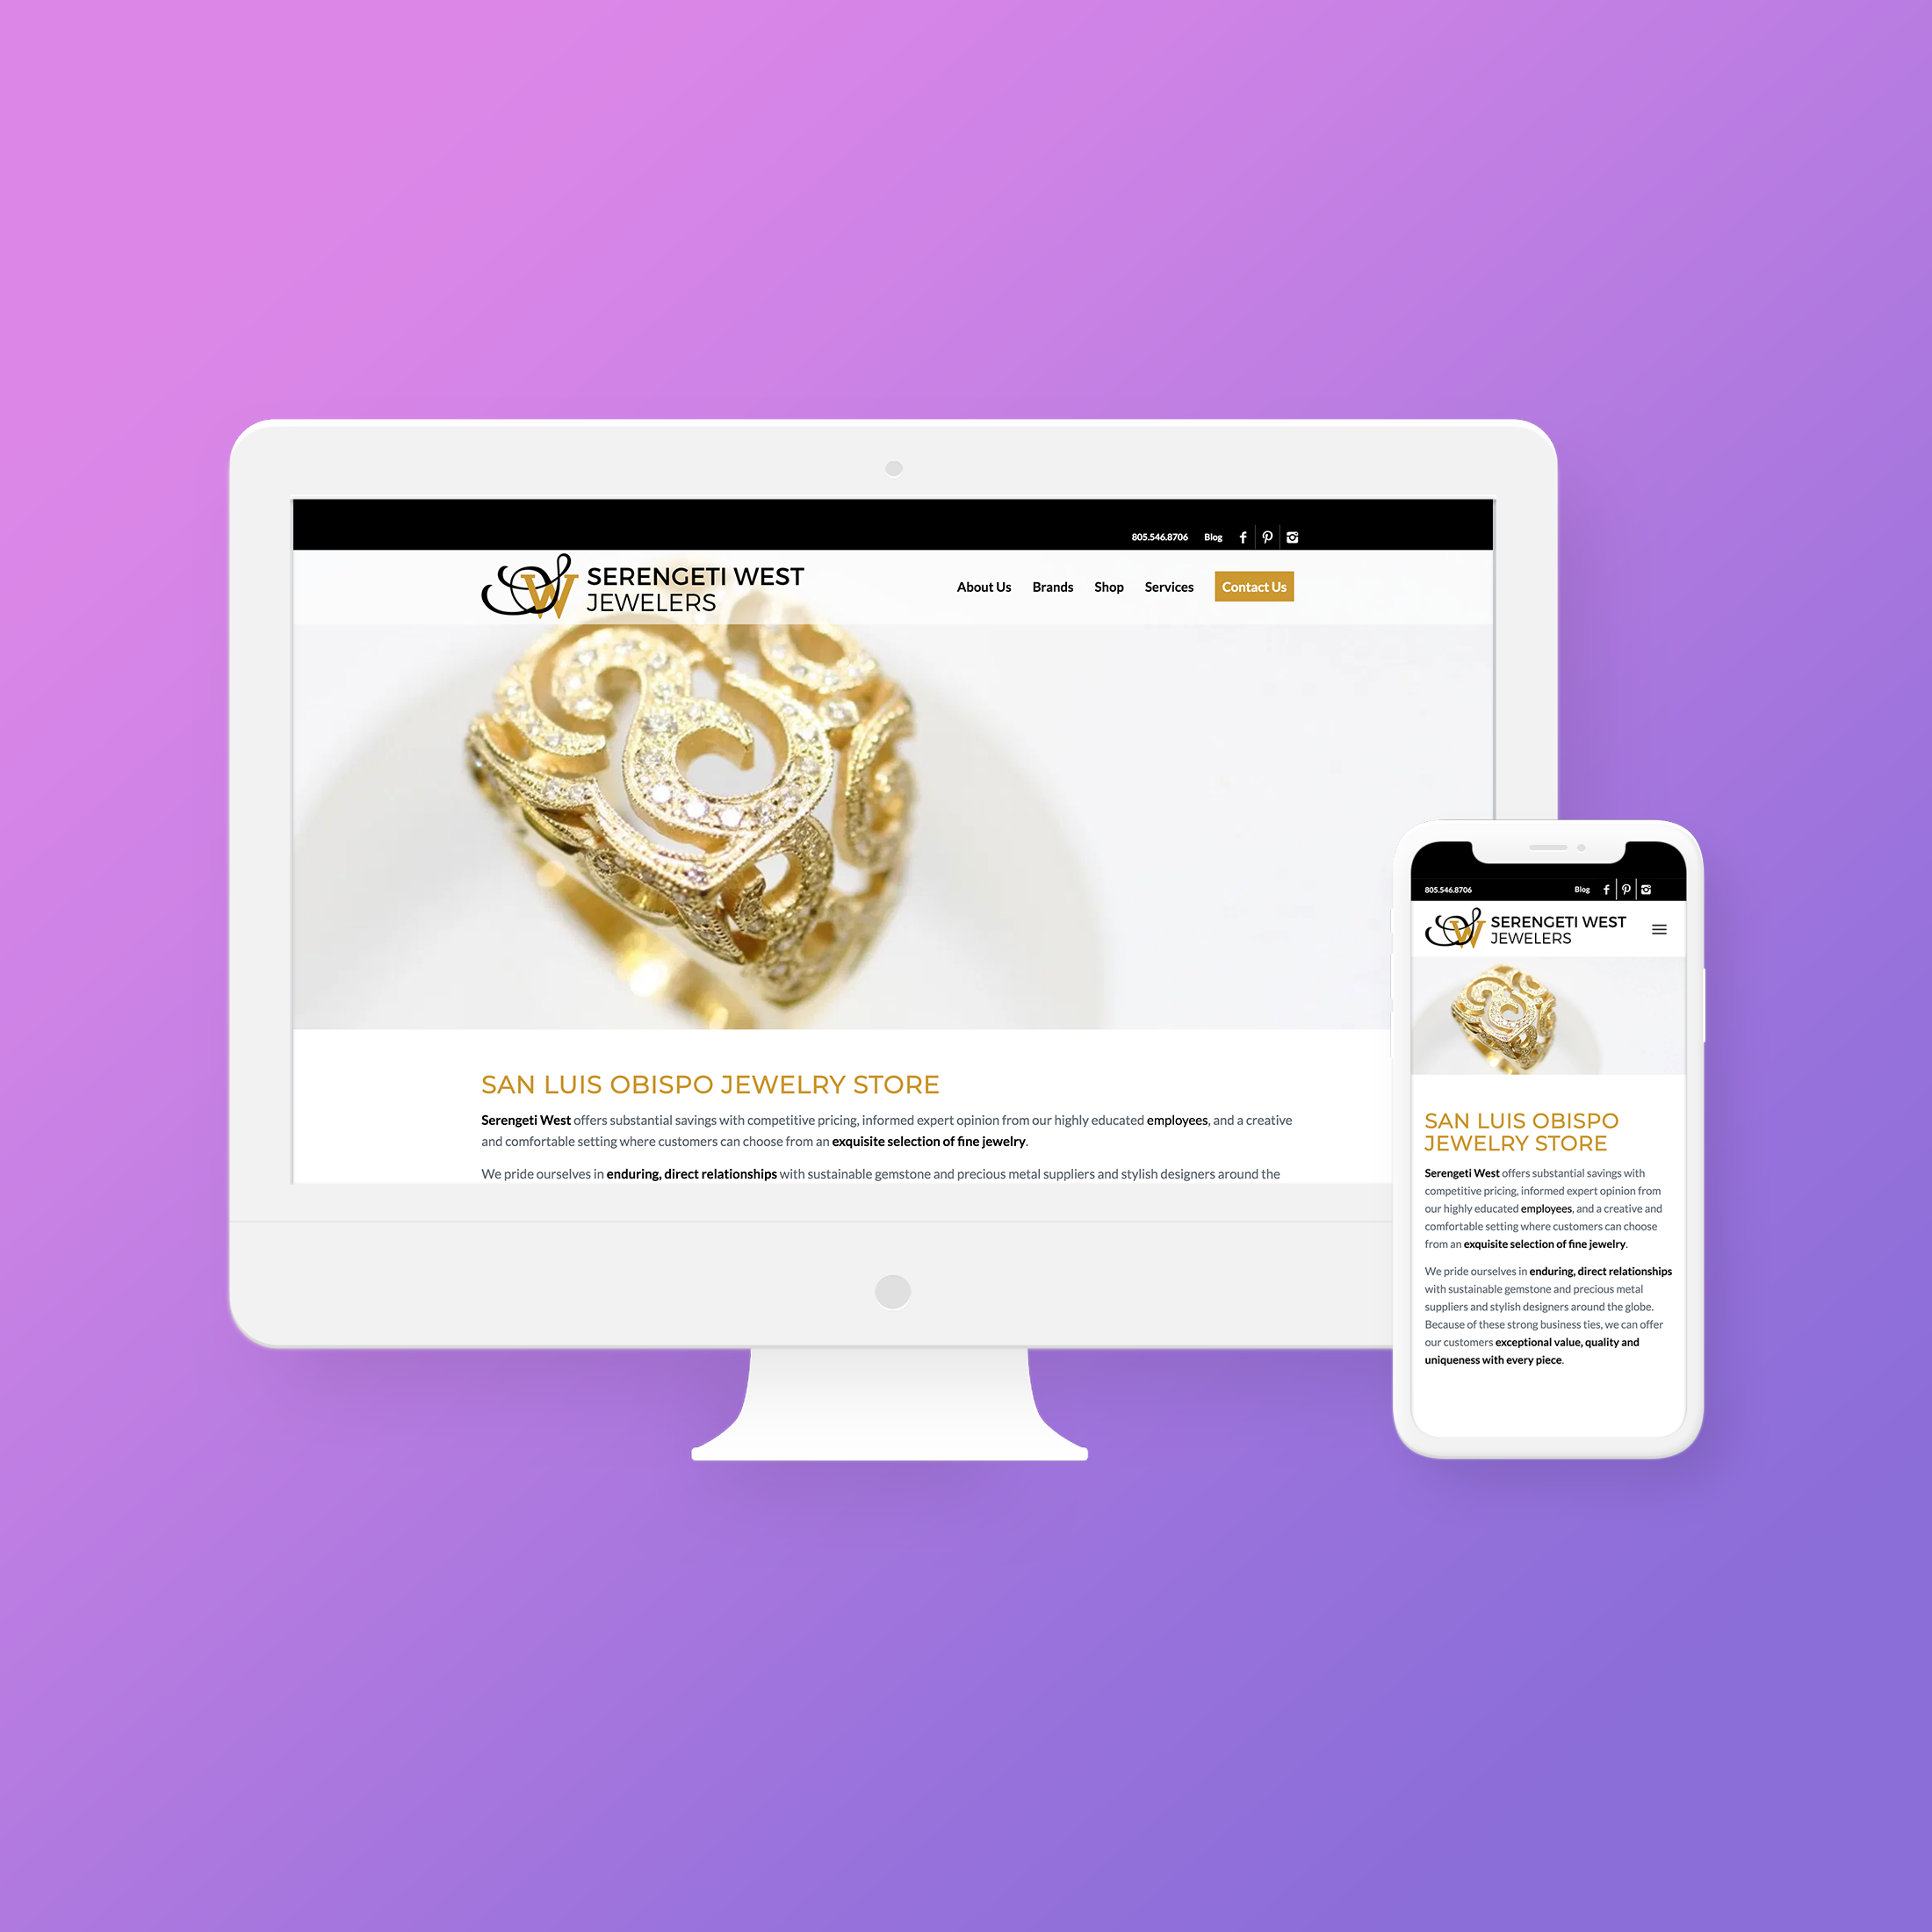 805.546.8706 Blog
SW SERENGETI WEST
JEWELERS
About Us Brands Shop Services Contact Us
SAN LUIS OBISPO JEWELRY STORE
Serengeti West offers substantial savings with competitive pricing, informed expert opinion from our highly educated employees, and a creative
and comfortable setting where customers can choose from an exquisite selection of fine jewelry.
We pride ourselves in enduring, direct relationships with sustainable gemstone and precious metal suppliers and stylish designers around the
805.546.8706 Blog
SW SERENGETI WEST
JEWELERS
SAN LUIS OBISPO
JEWELRY STORE
Serengeti West offers substantial savings with
competitive pricing, informed expert opinion from
our highly educated employees, and a creative and
comfortable setting where customers can choose
from an exquisite selection of fine jewelry.
We pride ourselves in enduring, direct relationships
with sustainable gemstone and precious metal
suppliers and stylish designers around the globe.
Because of these strong business ties, we can offer
our customers exceptional value, quality and
uniqueness with every piece.